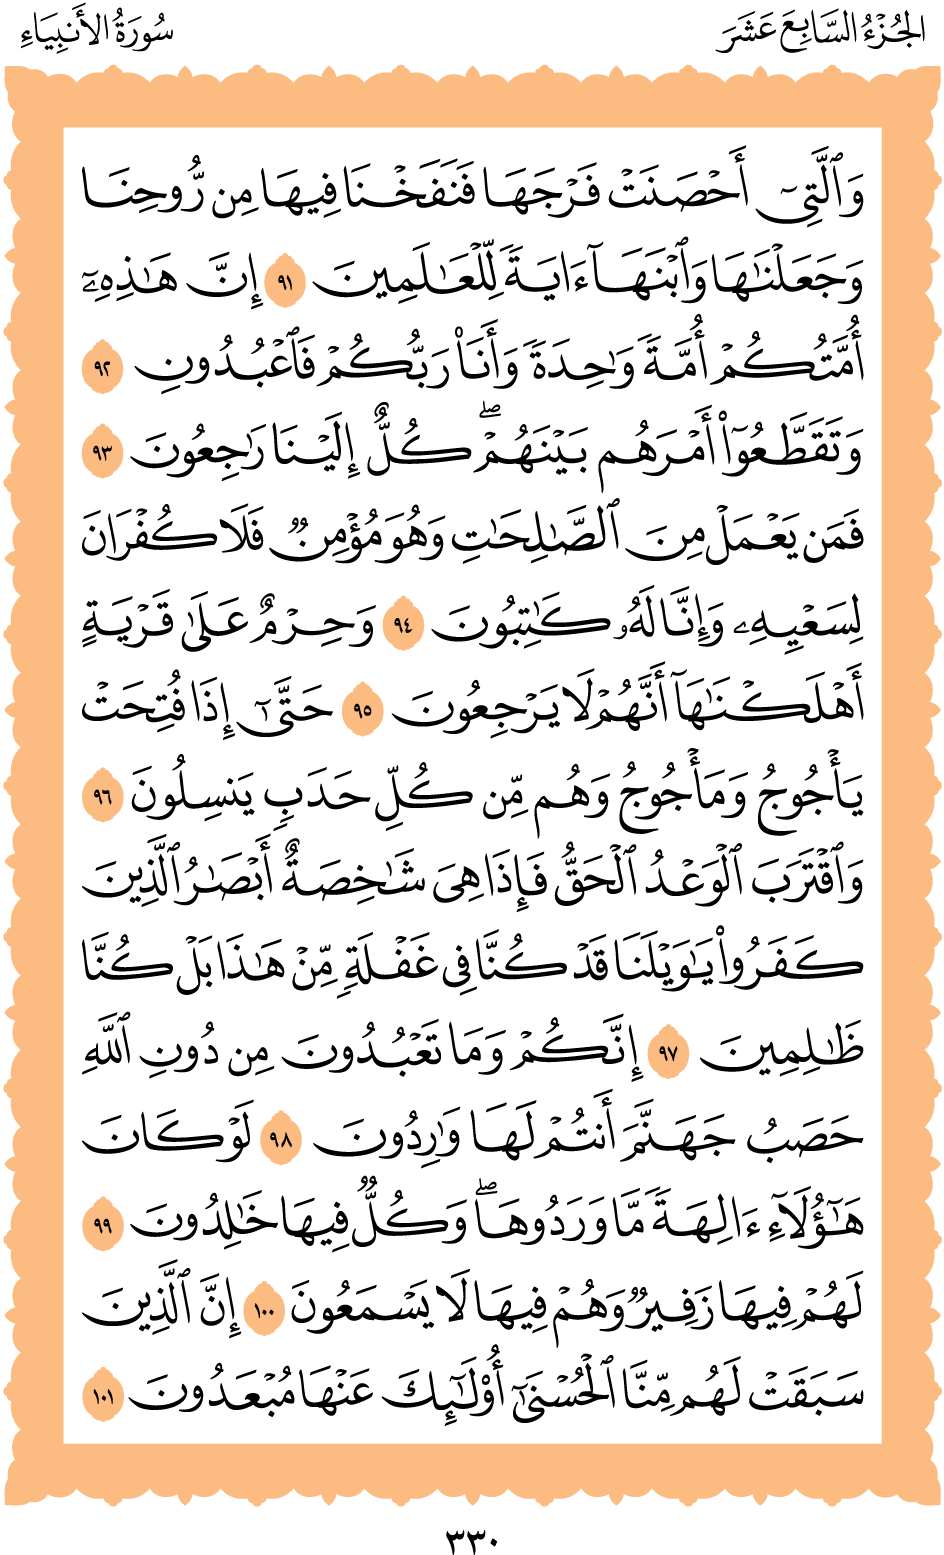 الجُزْءُ السَّابِعَ عَشَرَ
سُورَةُ الأَنبِيَاءِ
وَٱلَّتِيٓ أَحْصَنَتْ فَرْجَهَا فَنَفَخْنَا فِيهَا مِن رُّوحِنَا
وَجَعَلْنَٰهَا وَٱبْنَهَآ ءَايَةً لِّلْعَٰلَمِينَ ٩١ إِنَّ هَٰذِهِۦٓ
أُمَّتُكُمْ أُمَّةً وَٰحِدَةً وَأَنَا۠ رَبُّكُمْ فَٱعْبُدُونِ ٩٢
وَتَقَطَّعُوٓا۟ أَمْرَهُم بَيْنَهُمْۖ كُلٌّ إِلَيْنَا رَٰجِعُونَ ٩٣
فَمَن يَعْمَلْ مِنَ ٱلصَّٰلِحَٰتِ وَهُوَ مُؤْمِنٌ فَلَا كُفْرَانَ
لِسَعْيِهِۦ وَإِنَّا لَهُۥ كَٰتِبُونَ ٩٤ وَحِرْمٌ عَلَىٰ قَرْيَةٍ
أَهْلَكْنَٰهَآ أَنَّهُمْ لَا يَرْجِعُونَ ٩٥ حَتَّىٰٓ إِذَا فُتِحَتْ
يَأْجُوجُ وَمَأْجُوجُ وَهُم مِّن كُلِّ حَدَبٍ يَنسِلُونَ ٩٦
وَٱقْتَرَبَ ٱلْوَعْدُ ٱلْحَقُّ فَإِذَا هِىَ شَٰخِصَةٌ أَبْصَٰرُ ٱلَّذِينَ
كَفَرُوا۟ يَٰوَيْلَنَا قَدْ كُنَّا فِى غَفْلَةٍ مِّنْ هَٰذَا بَلْ كُنَّا
ظَٰلِمِينَ ٩٧ إِنَّكُمْ وَمَا تَعْبُدُونَ مِن دُونِ ٱللَّهِ
حَصَبُ جَهَنَّمَ أَنتُمْ لَهَا وَٰرِدُونَ ٩٨ لَوْ كَانَ
هَٰٓؤُلَآءِ ءَالِهَةً مَّا وَرَدُوهَاۖ وَكُلٌّ فِيهَا خَٰلِدُونَ ٩٩
لَهُمْ فِيهَا زَفِيرٌ وَهُمْ فِيهَا لَا يَسْمَعُونَ ١٠٠ إِنَّ ٱلَّذِينَ
سَبَقَتْ لَهُم مِّنَّا ٱلْحُسْنَىٰٓ أُو۟لَٰٓئِكَ عَنْهَا مُبْعَدُونَ ١٠١
٣٣٠